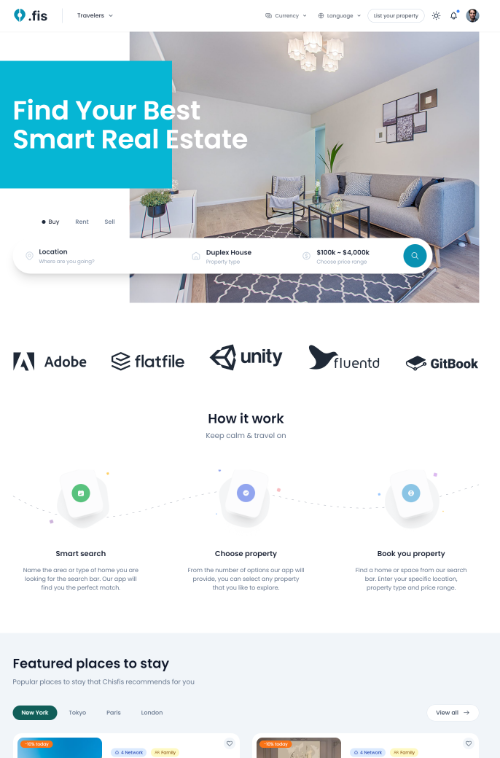 .fis
Travelers
Currency
Language
List your property
Find Your Best
Smart Real Estate
Buy
Rent
Sell
Location
Where are you going?
Duplex House
Property type
$100k ~ $4,000k
Choose price range
Adobe
flatfile
unity
fluentd
GitBook
How it work
Keep calm & travel on
Smart search
Name the area or type of home you are
looking for the search bar. Our app will
find you the perfect match.
Choose property
From the number of options our app will
provide, you can select any property
that you like to explore.
Book you property
Find a home or space from our search
bar. Enter your specific location,
property type and price range.
Featured places to stay
Popular places to stay that Chisfis recommends for you
New York
Tokyo
Paris
London
View all
-10% today
4 Network
Family
-10% today
4 Network
Family